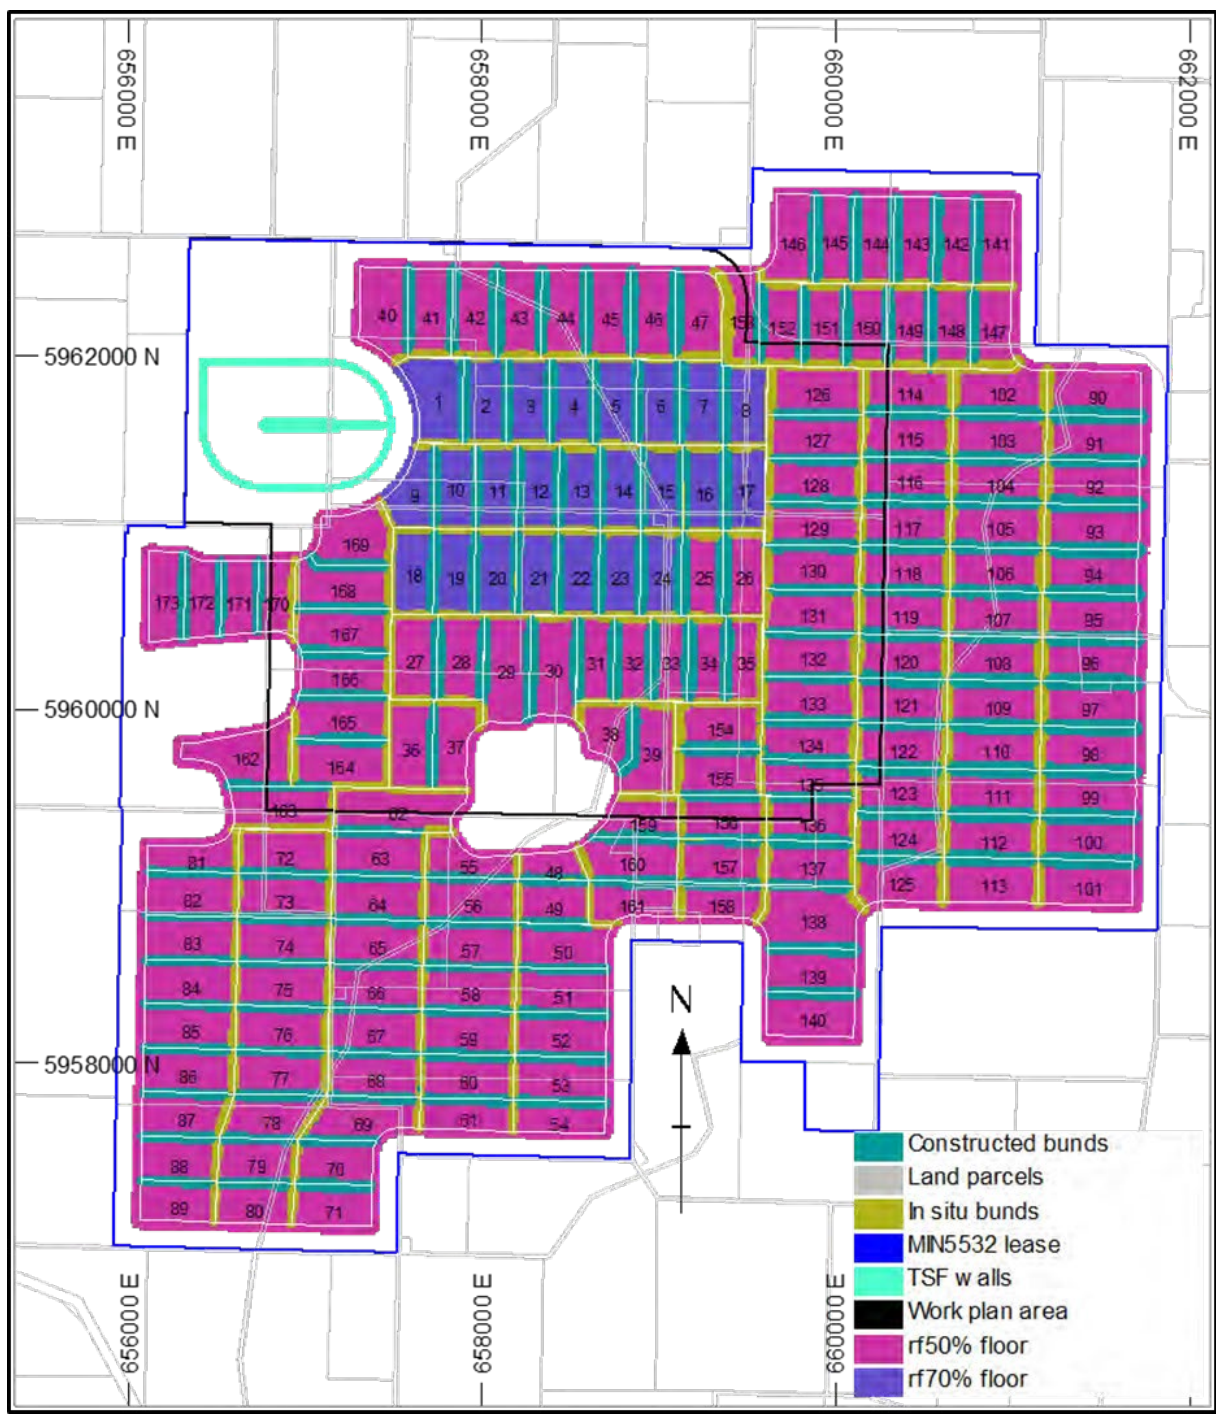 656000 E
658000 E
660000 E
662000 E
146 145 144 143 142 141
40 41 42 43 44 45 46 47 153 152 151 150 149 148 147
5962000 N
1 2 3 4 5 6 7 8 126 114 102 90
127 115 103 91
9 10 11 12 13 14 15 16 17 128 116 104 92
129 117 105 93
169
18 19 20 21 22 23 24 25 26 130 118 106 94
173 172 171 170 168
131 119 107 95
167
27 28 29 30 31 32 33 34 35 132 120 108 96
166
5960000 N
165 133 121 109 97
36 37 38 39 154 134 122 110 98
162 164 155 135 123 111 99
163 62 159 156 136
124 112 100
81 72 63 55 48 160 157 137
125 113 101
82 73 64 56 49 161 158 138
83 74 65 57 50
84 75 66 58 51 139
N
85 76 67 59 52 140
5958000 N
86 77 68 60 53
87 78 69 61 54
88 79 70
89 80 71
Constructed bunds
Land parcels
In situ bunds
MIN5532 lease
TSF walls
Work plan area
rf50% floor
rf70% floor
656000 E
658000 E
660000 E